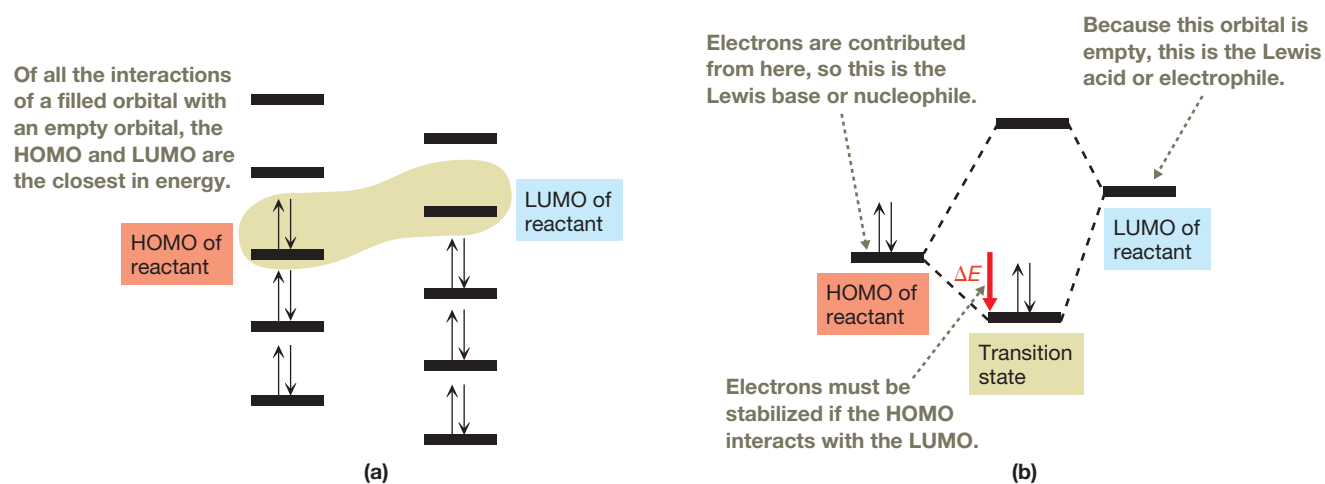 Of all the interactions
of a filled orbital with
an empty orbital, the
HOMO and LUMO are
the closest in energy.
HOMO of
reactant
LUMO of
reactant
(a)
Electrons are contributed
from here, so this is the
Lewis base or nucleophile.
Because this orbital is
empty, this is the Lewis
acid or electrophile.
HOMO of
reactant
ΔE
LUMO of
reactant
Transition
state
Electrons must be
stabilized if the HOMO
interacts with the LUMO.
(b)